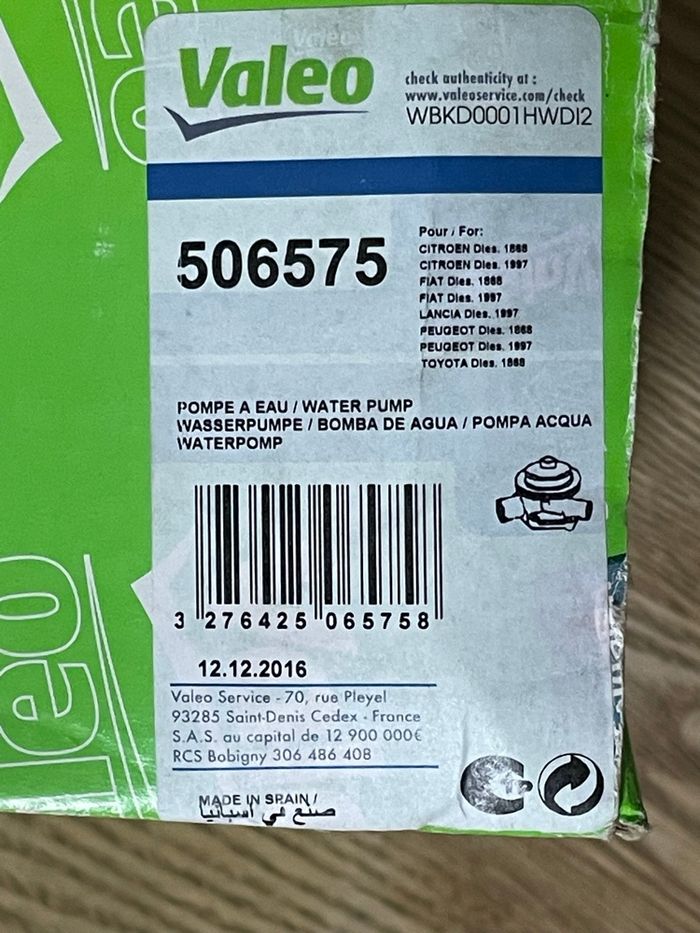 Valeo
check authenticity at :
www.valeoservice.com/check
WBKD0001HWDI2
506575
Pour / For:
CITROEN Dies. 1868
CITROEN Dies. 1997
FIAT Dies. 1868
FIAT Dies. 1997
LANCIA Dies. 1997
PEUGEOT Dies. 1868
PEUGEOT Dies. 1997
TOYOTA Dies. 1868
POMPE A EAU / WATER PUMP
WASSERPUMPE / BOMBA DE AGUA / POMPA ACQUA
WATERPOMP
3 276425 065758
12.12.2016
Valeo Service - 70, rue Pleyel
93285 Saint-Denis Cedex - France
S.A.S. au capital de 12 900 000€
RCS Bobigny 306 486 408
MADE IN SPAIN /
صنع في اسبانيا
leo